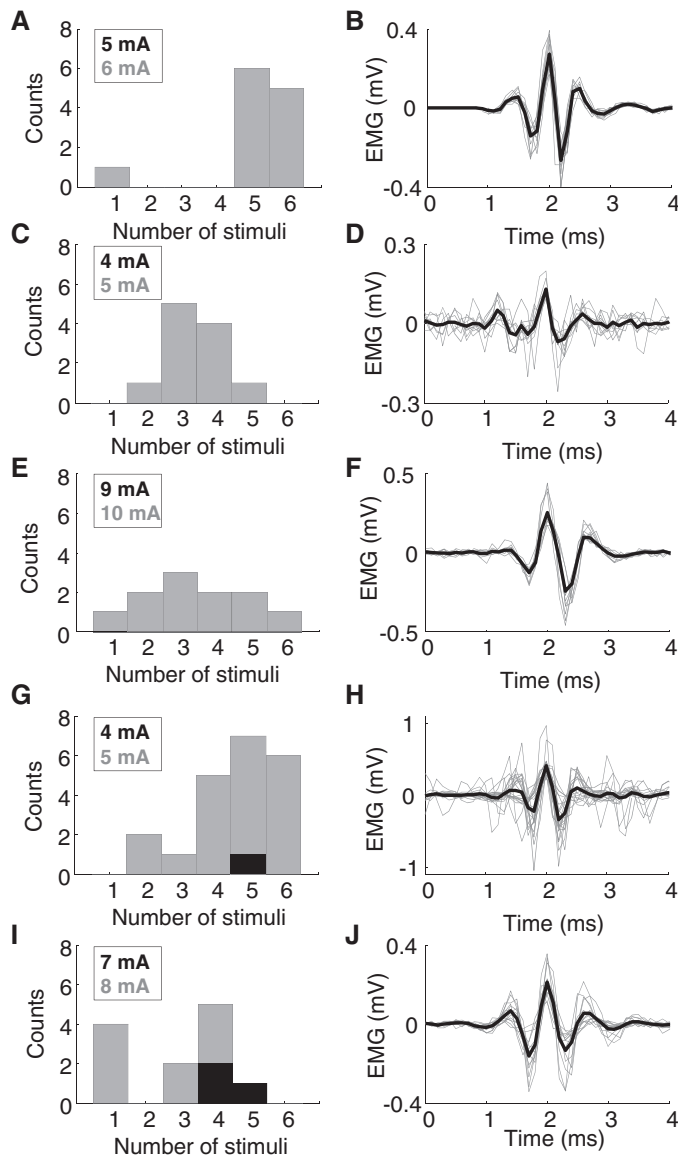 A
8
6
4
2
0
Counts
5 mA
6 mA
1 2 3 4 5 6
Number of stimuli
B
0.4
0
-0.4
EMG (mV)
0 1 2 3 4
Time (ms)
C
8
6
4
2
0
Counts
4 mA
5 mA
1 2 3 4 5 6
Number of stimuli
D
0.3
0
-0.3
EMG (mV)
0 1 2 3 4
Time (ms)
E
8
6
4
2
0
Counts
9 mA
10 mA
1 2 3 4 5 6
Number of stimuli
F
0.5
0
-0.5
EMG (mV)
0 1 2 3 4
Time (ms)
G
8
6
4
2
0
Counts
4 mA
5 mA
1 2 3 4 5 6
Number of stimuli
H
1
0
-1
EMG (mV)
0 1 2 3 4
Time (ms)
I
8
6
4
2
0
Counts
7 mA
8 mA
1 2 3 4 5 6
Number of stimuli
J
0.4
0
-0.4
EMG (mV)
0 1 2 3 4
Time (ms)